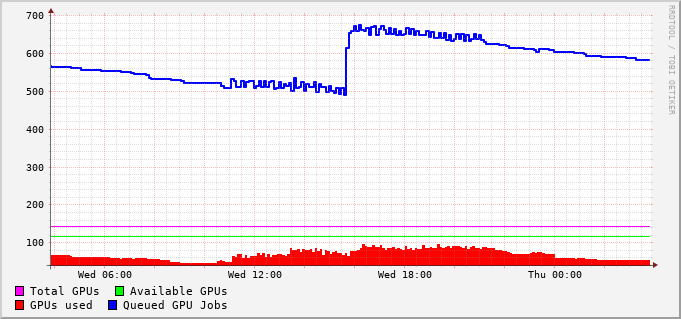 700
600
500
400
300
200
100
Wed 06:00 Wed 12:00 Wed 18:00 Thu 00:00
Total GPUs Available GPUs
GPUs used Queued GPU Jobs
RRDTOOL / TOBI OETIKER